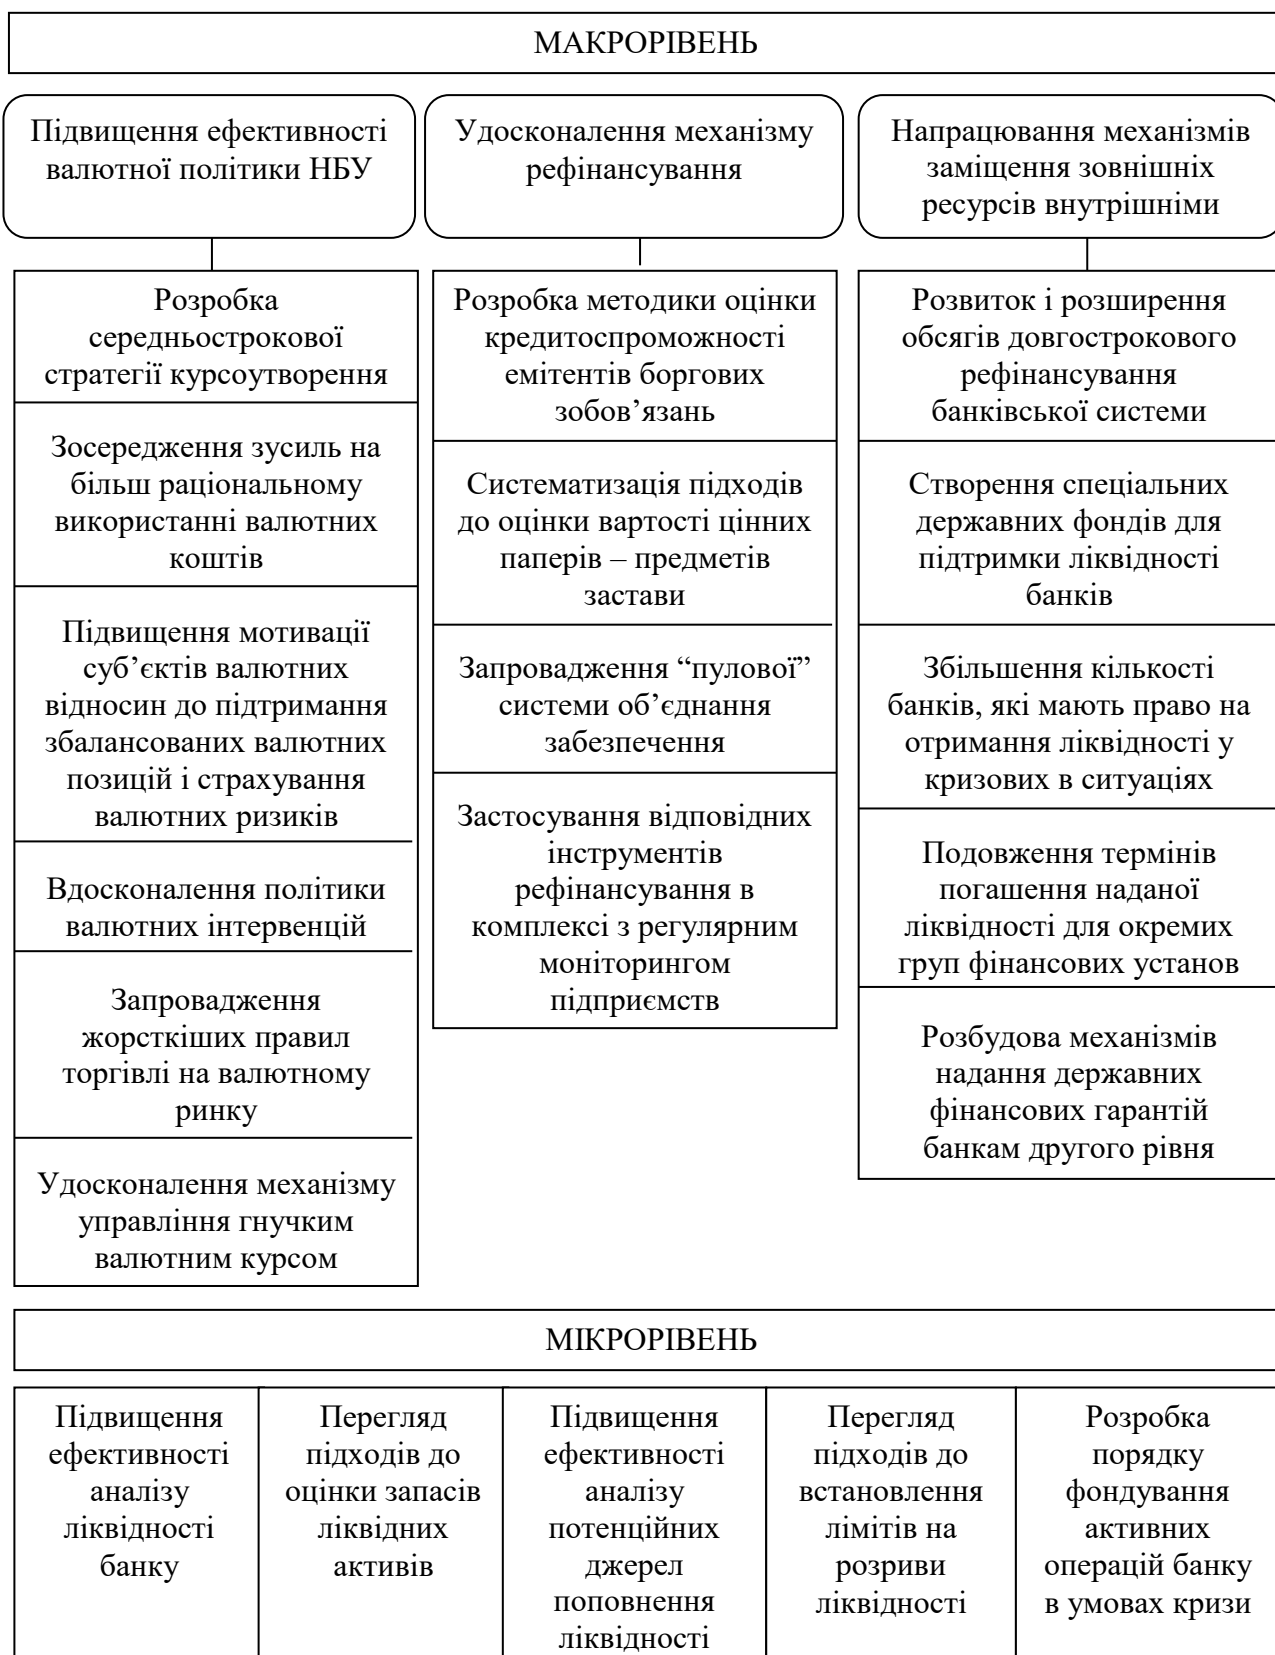 МАКРОРІВЕНЬ
Підвищення ефективності
валютної політики НБУ
Удосконалення механізму
рефінансування
Напрацювання механізмів
заміщення зовнішніх
ресурсів внутрішніми
Розробка
середньострокової
стратегії курсоутворення
Зосередження зусиль на
більш раціональному
використанні валютних
коштів
Підвищення мотивації
суб’єктів валютних
відносин до підтримання
збалансованих валютних
позицій і страхування
валютних ризиків
Вдосконалення політики
валютних інтервенцій
Запровадження
жорсткіших правил
торгівлі на валютному
ринку
Удосконалення механізму
управління гнучким
валютним курсом
Розробка методики оцінки
кредитоспроможності
емітентів боргових
зобов’язань
Систематизація підходів
до оцінки вартості цінних
паперів – предметів
застави
Запровадження “пулової”
системи об’єднання
забезпечення
Застосування відповідних
інструментів
рефінансування в
комплексі з регулярним
моніторингом
підприємств
Розвиток і розширення
обсягів довгострокового
рефінансування
банківської системи
Створення спеціальних
державних фондів для
підтримки ліквідності
банків
Збільшення кількості
банків, які мають право на
отримання ліквідності у
кризових в ситуаціях
Подовження термінів
погашення наданої
ліквідності для окремих
груп фінансових установ
Розбудова механізмів
надання державних
фінансових гарантій
банкам другого рівня
МІКРОРІВЕНЬ
Підвищення
ефективності
аналізу
ліквідності
банку
Перегляд
підходів до
оцінки запасів
ліквідних
активів
Підвищення
ефективності
аналізу
потенційних
джерел
поповнення
ліквідності
Перегляд
підходів до
встановлення
лімітів на
розриви
ліквідності
Розробка
порядку
фондування
активних
операцій банку
в умовах кризи